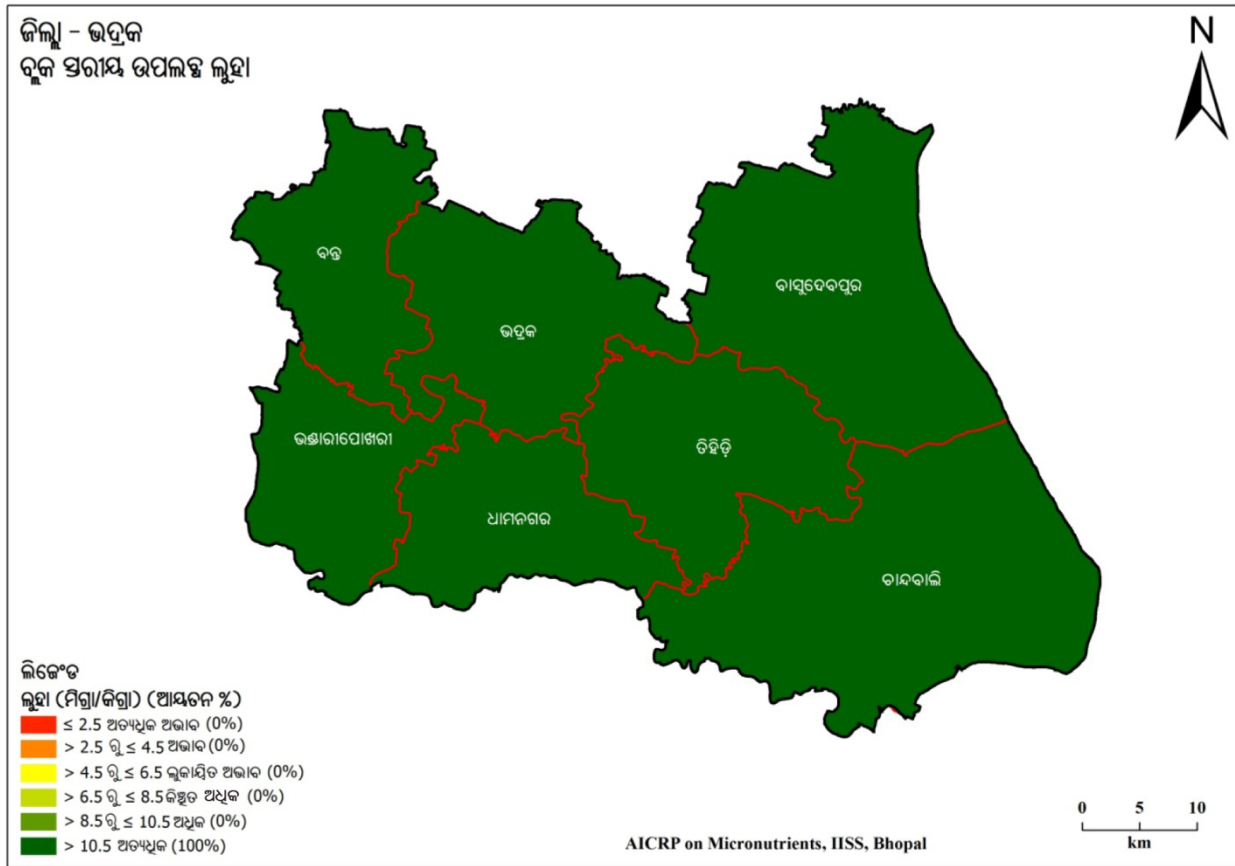 ଜିଲ୍ଲା – ଭଦ୍ରକ
ବ୍ଲକ ସ୍ତରୀୟ ଉପଲବ୍ଧ ଲୁହା
N
ବନ୍ତ
ବାସୁଦେବପୁର
ଭଦ୍ରକ
ଭଣ୍ଡାରୀପୋଖରୀ
ତିହିଡ଼ି
ଧାମନଗର
ଚାନ୍ଦବାଲି
ଲିଜେଂଡ
ଲୁହା (ମିଗ୍ରା/କିଗ୍ରା) (ଆୟତନ %)
≤ 2.5 ଅତ୍ୟଧିକ ଅଭାବ (0%)
> 2.5 ରୁ ≤ 4.5 ଅଭାବ (0%)
> 4.5 ରୁ ≤ 6.5 ଲୁକାୟିତ ଅଭାବ (0%)
> 6.5 ରୁ ≤ 8.5 କିଞ୍ଚିତ ଅଧିକ (0%)
> 8.5 ରୁ ≤ 10.5 ଅଧିକ (0%)
> 10.5 ଅତ୍ୟଧିକ (100%)
AICRP on Micronutrients, IISS, Bhopal
0 5 10
km